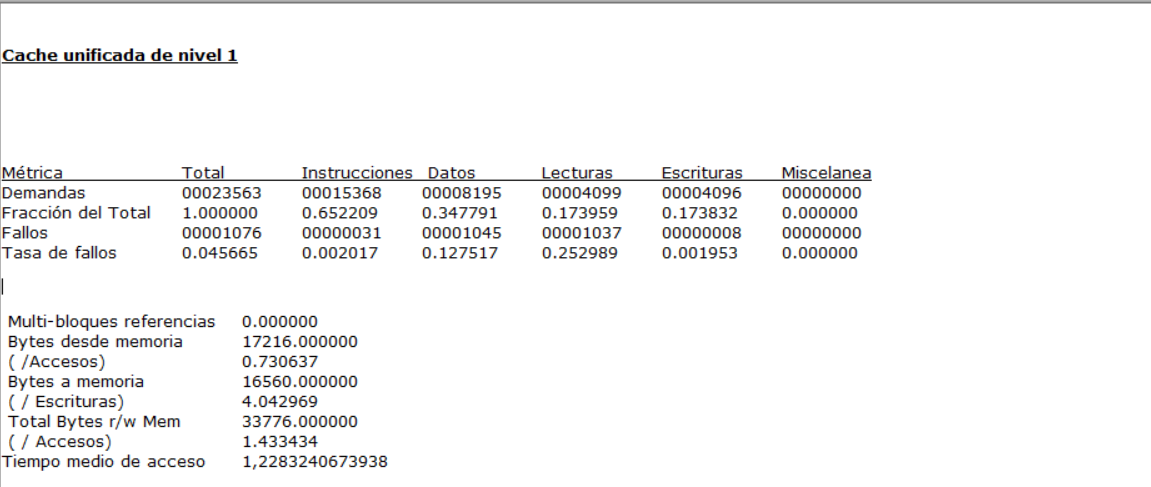 Cache unificada de nivel 1
Métrica Total Instrucciones Datos Lecturas Escrituras Miscelanea
Demandas 00023563 00015368 00008195 00004099 00004096 00000000
Fracción del Total 1.000000 0.652209 0.347791 0.173959 0.173832 0.000000
Fallos 00001076 00000031 00001045 00001037 00000008 00000000
Tasa de fallos 0.045665 0.002017 0.127517 0.252989 0.001953 0.000000
Multi-bloques referencias 0.000000
Bytes desde memoria 17216.000000
( /Accesos) 0.730637
Bytes a memoria 16560.000000
( / Escrituras) 4.042969
Total Bytes r/w Mem 33776.000000
( / Accesos) 1.433434
Tiempo medio de acceso 1,2283240673938